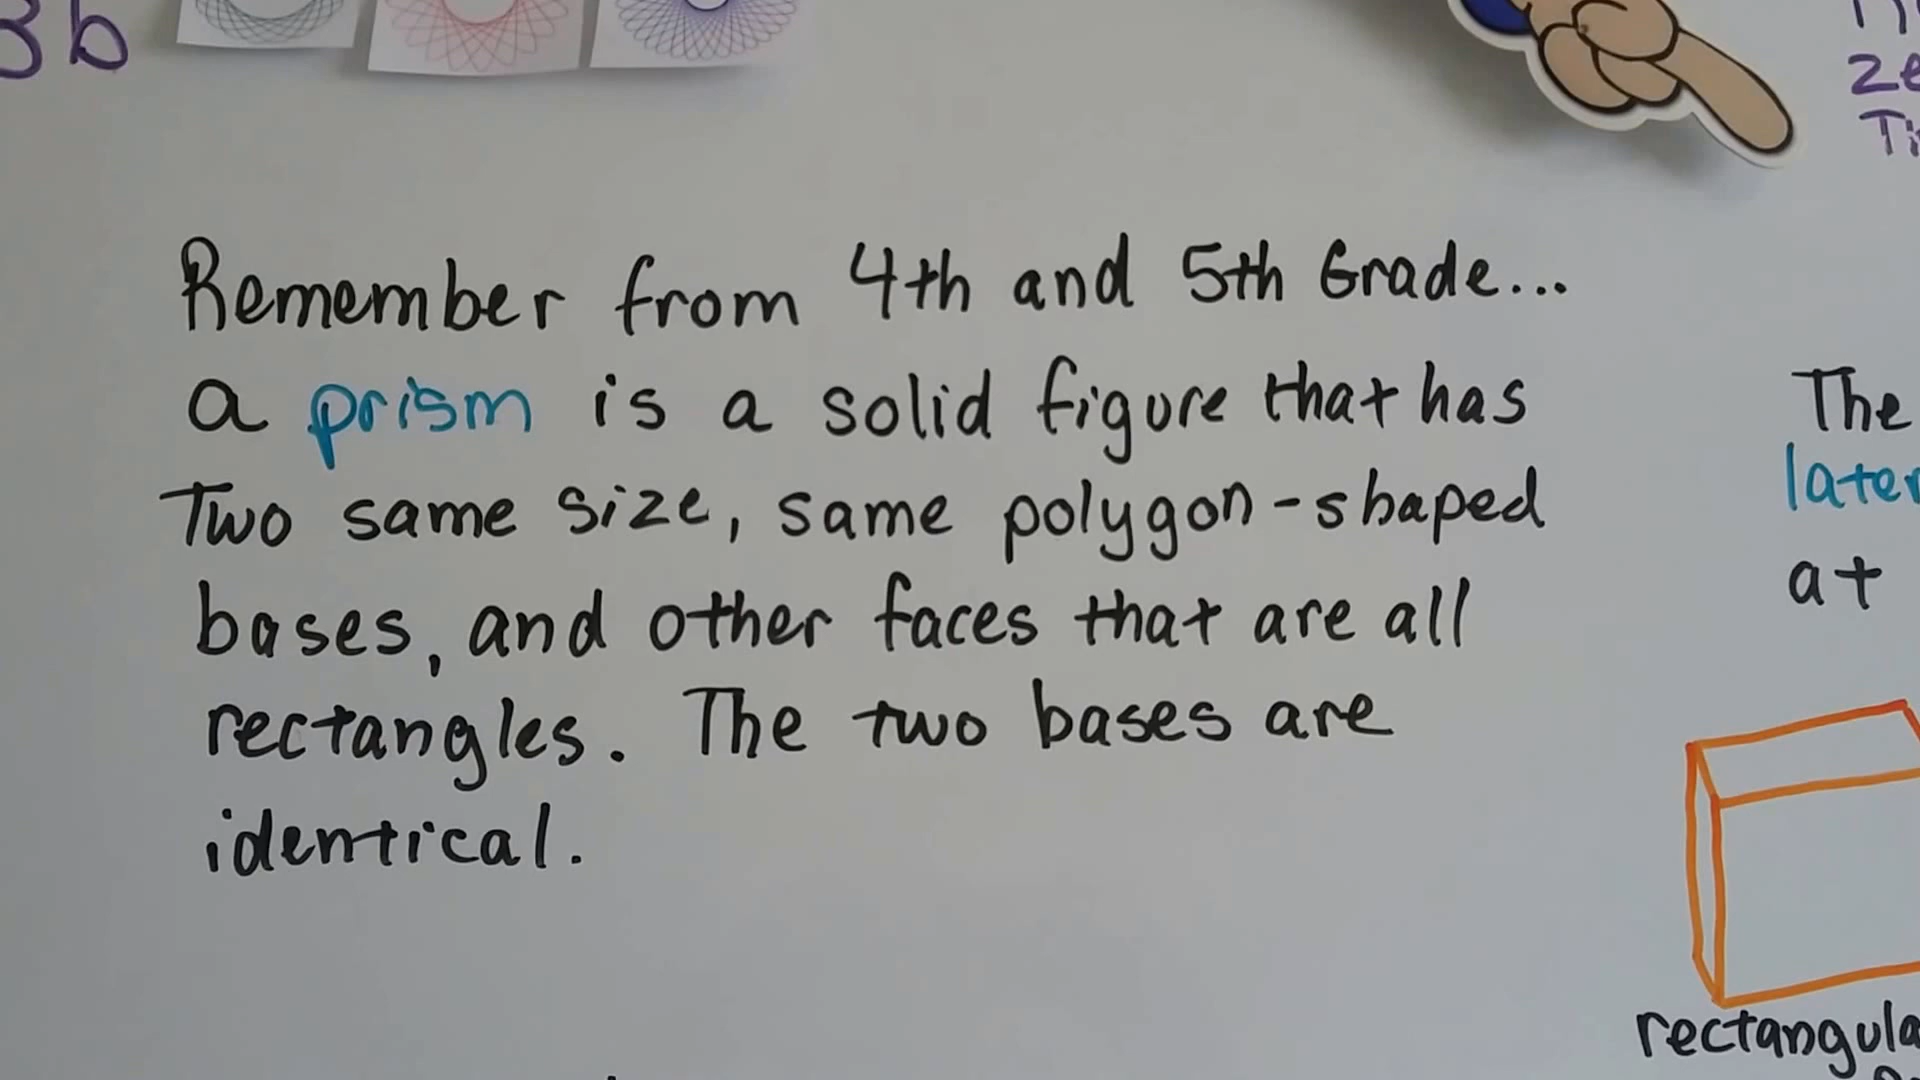 3b
Remember from 4th and 5th Grade...
a prism is a solid figure that has
Two same size, same polygon-shaped
bases, and other faces that are all
rectangles. The two bases are
identical.
The
at